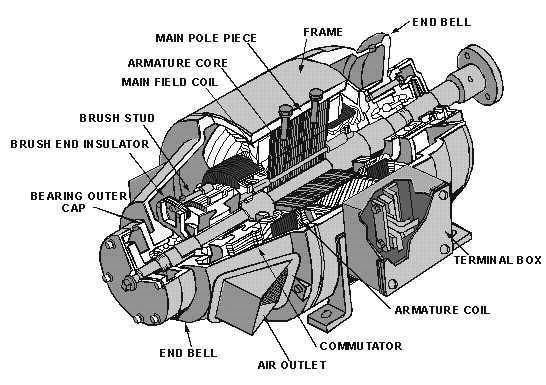 END BELL
FRAME
MAIN POLE PIECE
ARMATURE CORE
MAIN FIELD COIL
BRUSH STUD
BRUSH END INSULATOR
BEARING OUTER
CAP
TERMINAL BOX
ARMATURE COIL
COMMUTATOR
END BELL
AIR OUTLET